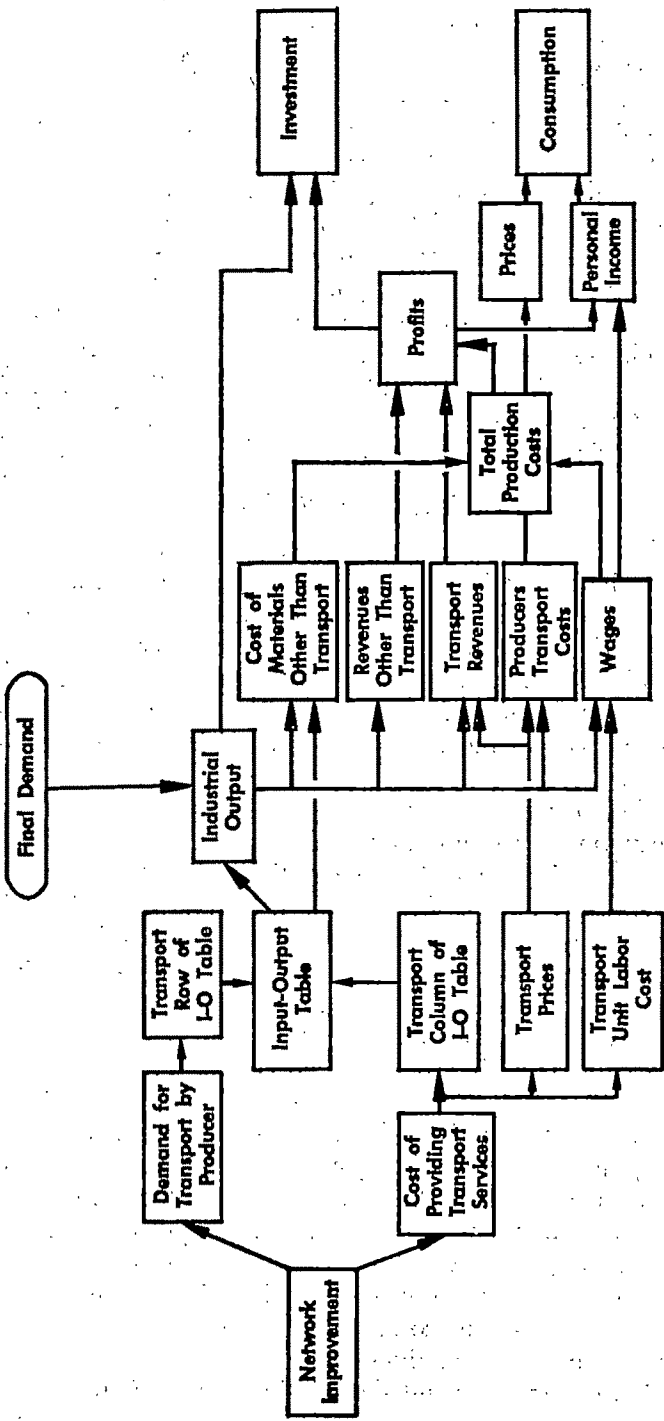 Final Demand
Network
Improvement
Demand for
Transport by
Producer
Transport
Row of
I-O Table
Input-Output
Table
Industrial
Output
Cost of
Providing
Transport
Services
Transport
Column of
I-O Table
Transport
Prices
Transport
Unit Labor
Cost
Cost of
Materials
Other Than
Transport
Revenues
Other Than
Transport
Transport
Revenues
Producers
Transport
Costs
Wages
Total
Production
Costs
Profits
Prices
Personal
Income
Investment
Consumption